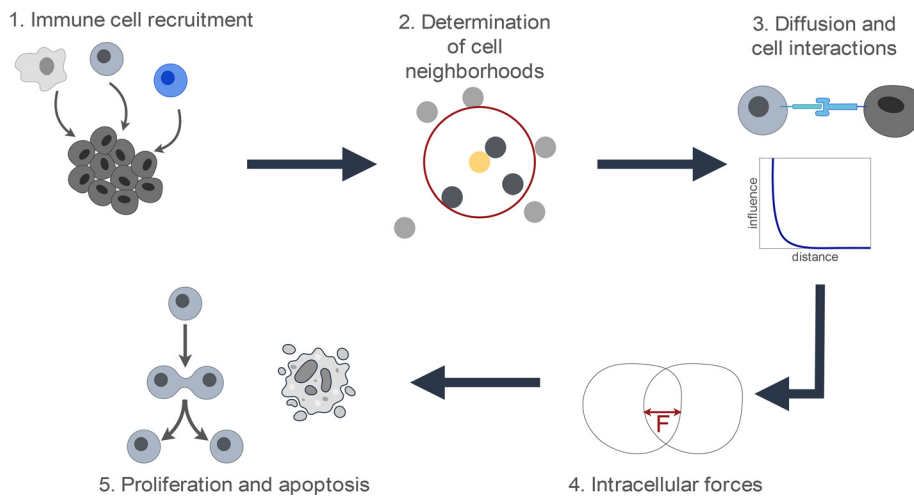 1. Immune cell recruitment
2. Determination
of cell
neighborhoods
3. Diffusion and
cell interactions
influence
distance
F
5. Proliferation and apoptosis
4. Intracellular forces